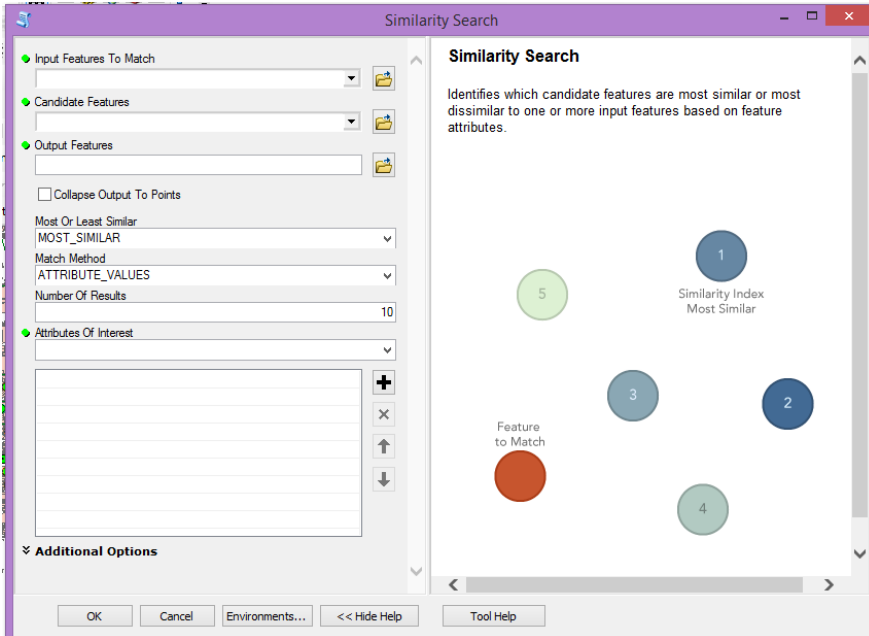 Similarity Search
Input Features To Match
Candidate Features
Output Features
Collapse Output To Points
Most Or Least Similar
MOST_SIMILAR
Match Method
ATTRIBUTE_VALUES
Number Of Results
10
Attributes Of Interest
Additional Options
OK
Cancel
Environments...
<< Hide Help
Tool Help
Similarity Search
Identifies which candidate features are most similar or most
dissimilar to one or more input features based on feature
attributes.
1
Similarity Index
Most Similar
5
3
2
Feature
to Match
4